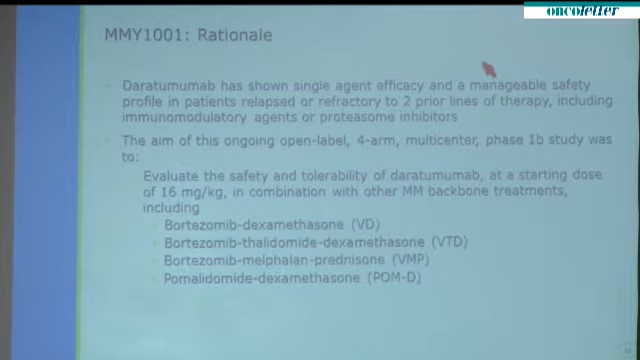 oncoletter
MMY1001: Rationale
Daratumumab has shown single agent efficacy and a manageable safety
profile in patients relapsed or refractory to 2 prior lines of therapy, including
immunomodulatory agents or proteasome inhibitors
The aim of this ongoing open-label, 4-arm, multicenter, phase 1b study was
to:
Evaluate the safety and tolerability of daratumumab, at a starting dose
of 16 mg/kg, in combination with other MM backbone treatments,
including
Bortezomib-dexamethasone (VD)
Bortezomib-thalidomide-dexamethasone (VTD)
Bortezomib-melphalan-prednisone (VMP)
Pomalidomide-dexamethasone (POM-D)